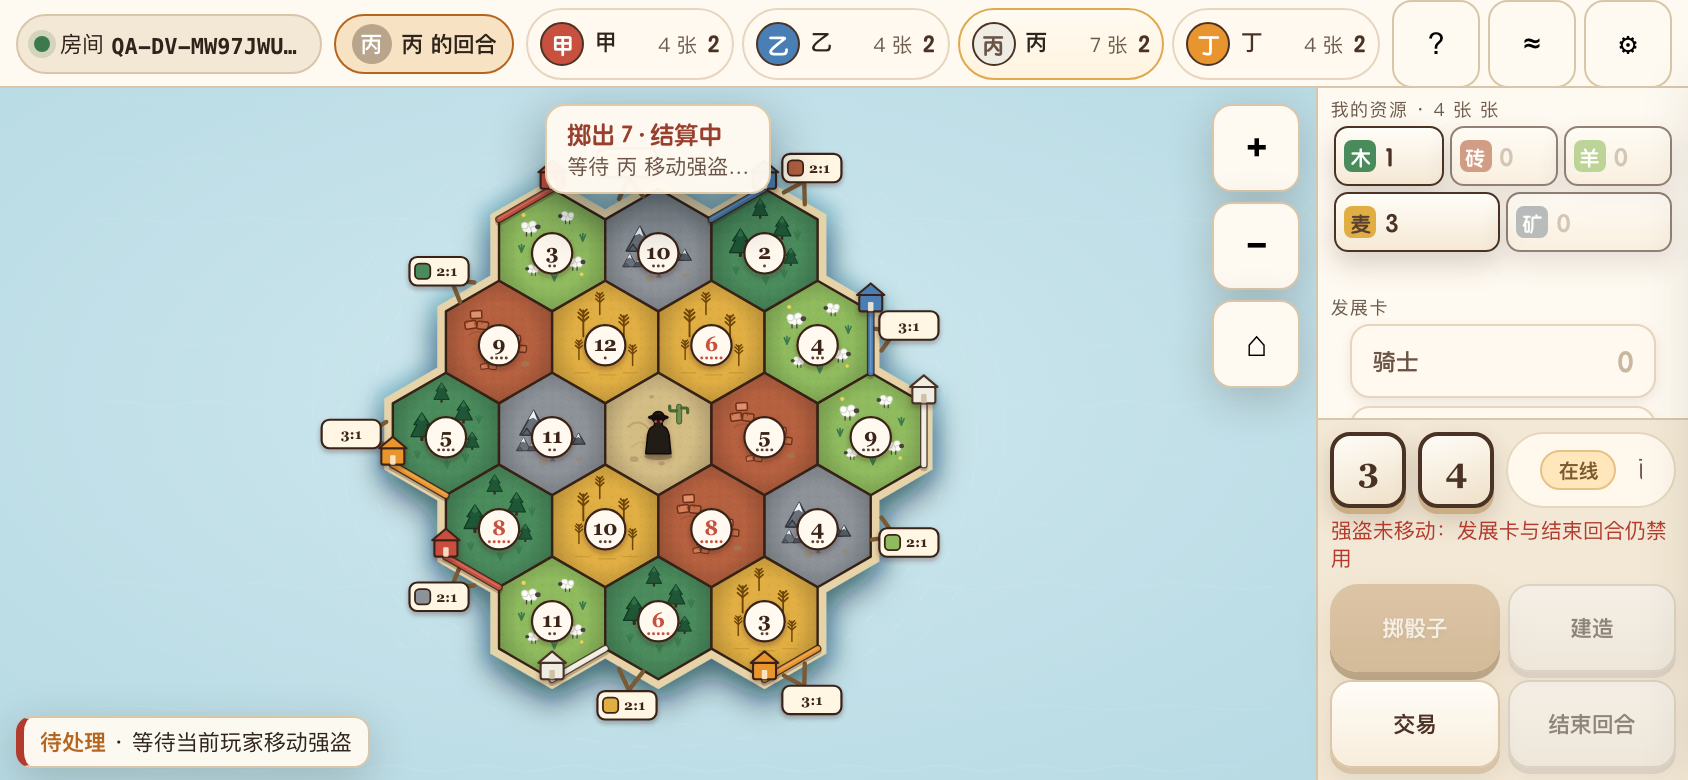 房间 QA-DV-MW97JWU…
丙 丙 的回合
甲 甲 4 张 2
乙 乙 4 张 2
丙 丙 7 张 2
丁 丁 4 张 2
? ≈ ⚙
掷出 7 · 结算中
等待 丙 移动强盗…
2:1
3 10 2
2:1
9 12 6 4
3:1
3:1
5 11 5 9
8 10 8 4
2:1
2:1
11 6 3
2:1
3:1
+
−
⌂
待处理 · 等待当前玩家移动强盗
我的资源 · 4 张 张
木 1
砖 0
羊 0
麦 3
矿 0
发展卡
骑士 0
3 4
在线
强盗未移动：发展卡与结束回合仍禁
用
掷骰子
建造
交易
结束回合